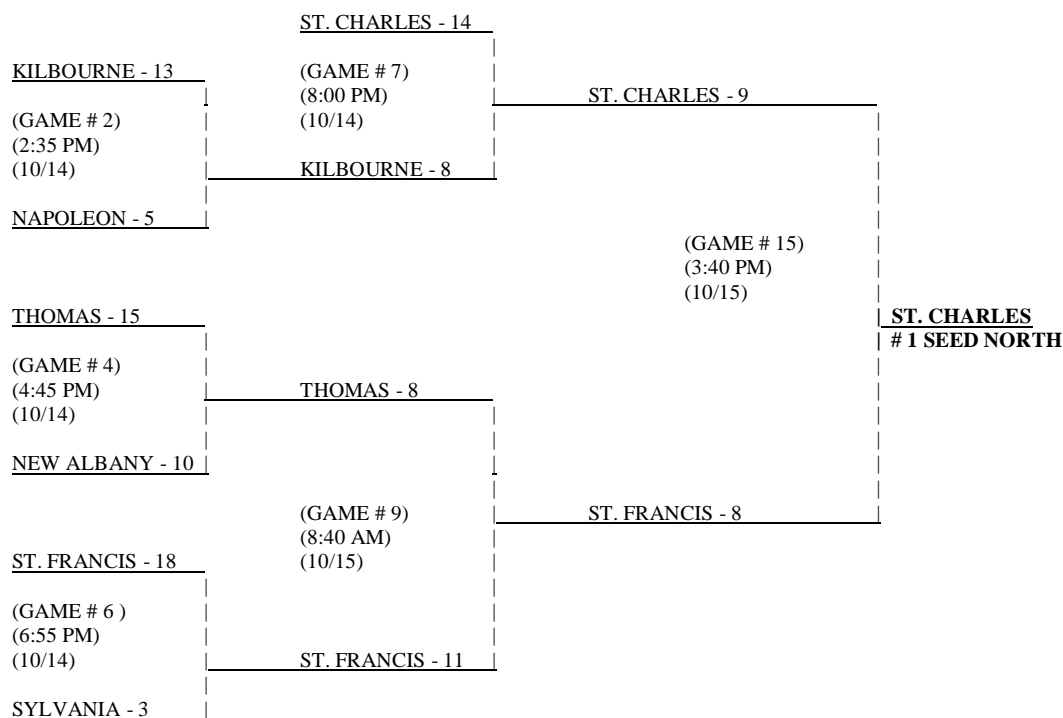 ST. CHARLES - 14
KILBOURNE - 13
(GAME # 7)
(8:00 PM)
(10/14)
ST. CHARLES - 9
(GAME # 2)
(2:35 PM)
(10/14)
KILBOURNE - 8
NAPOLEON - 5
(GAME # 15)
(3:40 PM)
(10/15)
THOMAS - 15
ST. CHARLES
# 1 SEED NORTH
(GAME # 4)
(4:45 PM)
(10/14)
THOMAS - 8
NEW ALBANY - 10
(GAME # 9)
(8:40 AM)
(10/15)
ST. FRANCIS - 8
ST. FRANCIS - 18
(GAME # 6 )
(6:55 PM)
(10/14)
ST. FRANCIS - 11
SYLVANIA - 3